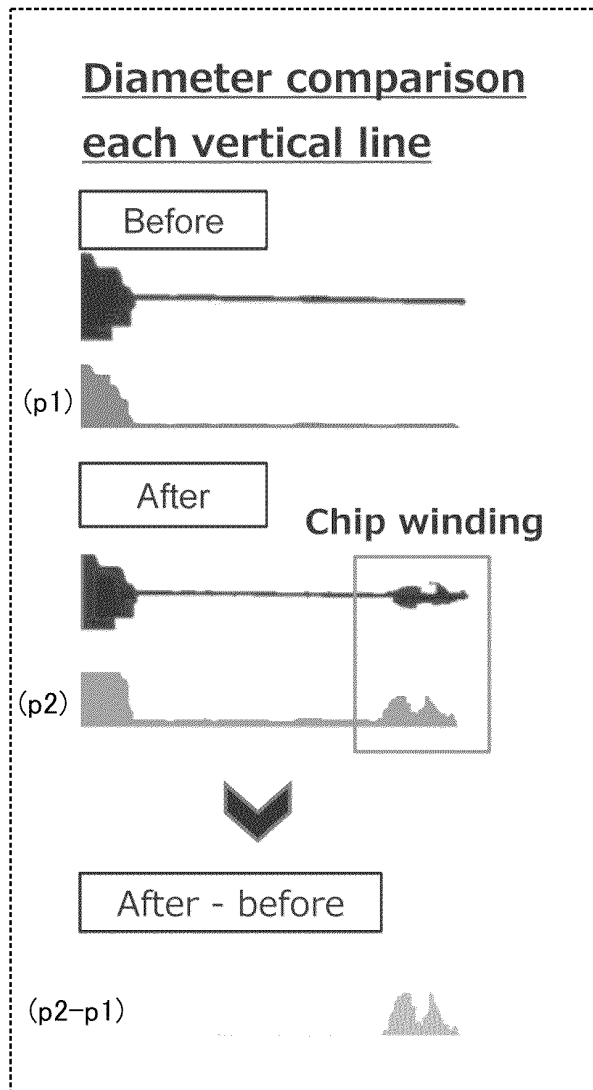 Diameter comparison
each vertical line
Before
(p1)
After
Chip winding
(p2)
After - before
(p2-p1)